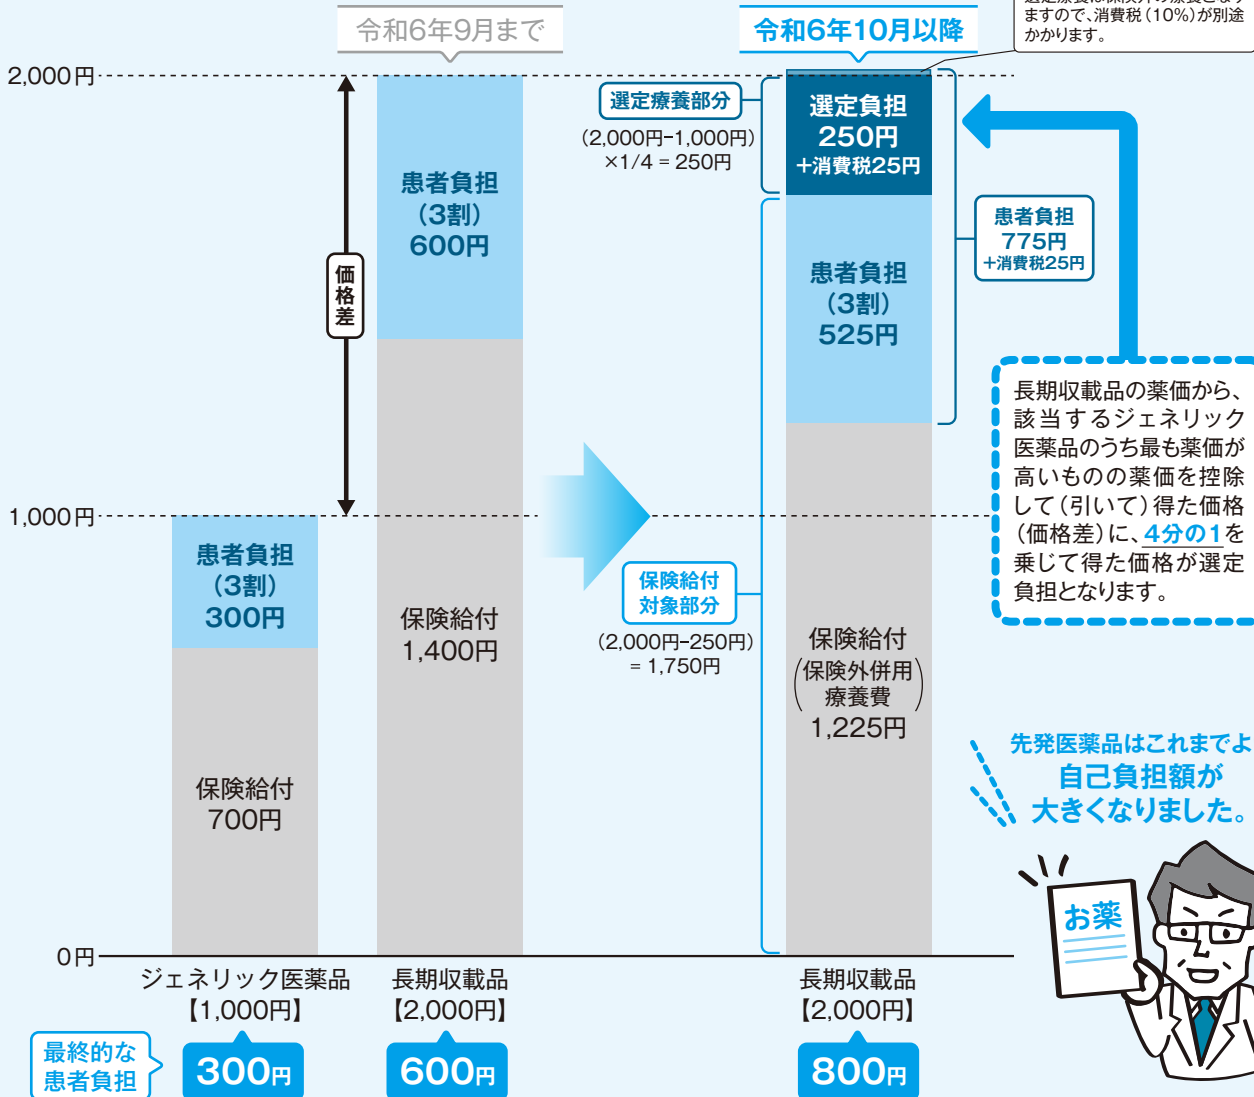 令和6年9月まで
令和6年10月以降
ますので、消費税(10%)が別途
かかります。
2,000円
1,000円
0円
価格差
患者負担
(3割)
300円
保険給付
700円
患者負担
(3割)
600円
保険給付
1,400円
選定療養部分
(2,000円-1,000円)
×1/4 = 250円
保険給付
対象部分
(2,000円-250円)
= 1,750円
選定負担
250円
+消費税25円
患者負担
(3割)
525円
保険給付
(保険外併用
療養費)
1,225円
患者負担
775円
+消費税25円
長期収載品の薬価から、
該当するジェネリック
医薬品のうち最も薬価が
高いものの薬価を控除
して(引いて)得た価格
(価格差)に、4分の1を
乗じて得た価格が選定
負担となります。
先発医薬品はこれまでよ
自己負担額が
大きくなりました。
お薬
ジェネリック医薬品
【1,000円】
長期収載品
【2,000円】
長期収載品
【2,000円】
最終的な
患者負担
300円
600円
800円